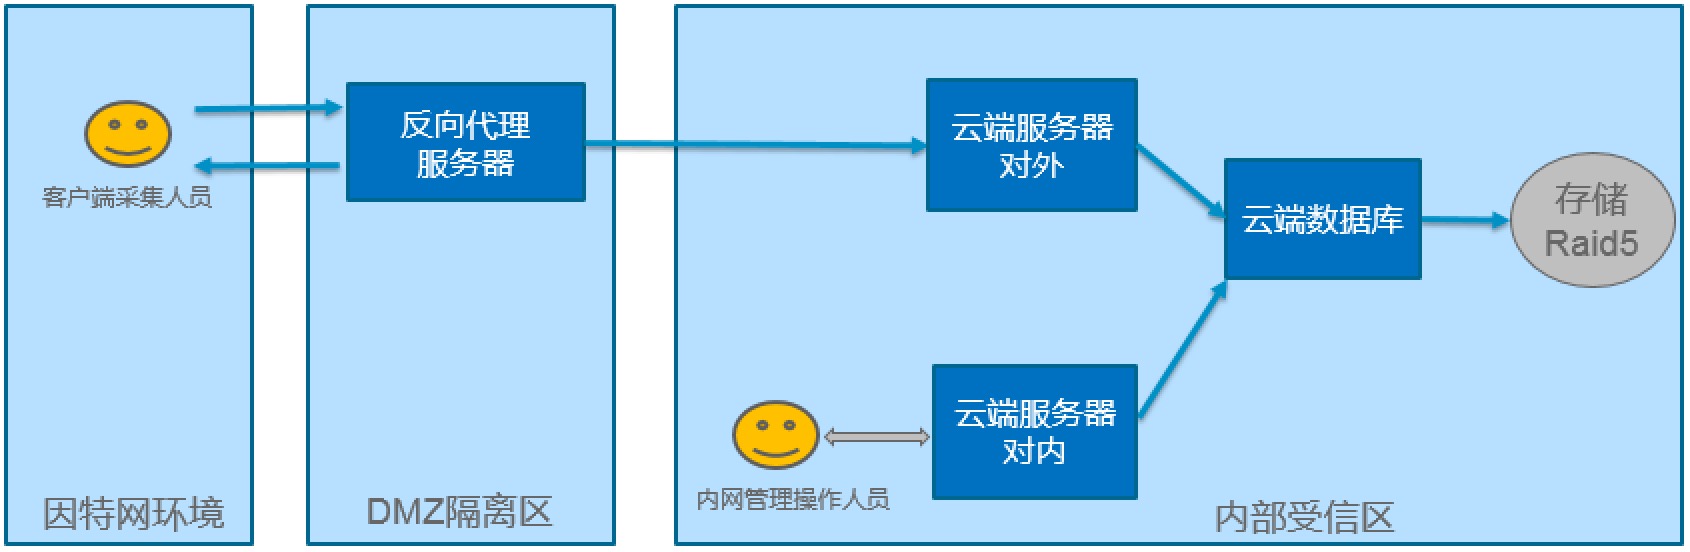 客户端采集人员
因特网环境
反向代理
服务器
DMZ隔离区
云端服务器
对外
云端数据库
存储
Raid5
云端服务器
对内
内网管理操作人员
内部受信区